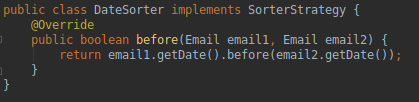 public class DateSorter implements SorterStrategy {
    @Override
    public boolean before(Email email1, Email email2) {
        return email1.getDate().before(email2.getDate());
    }
}